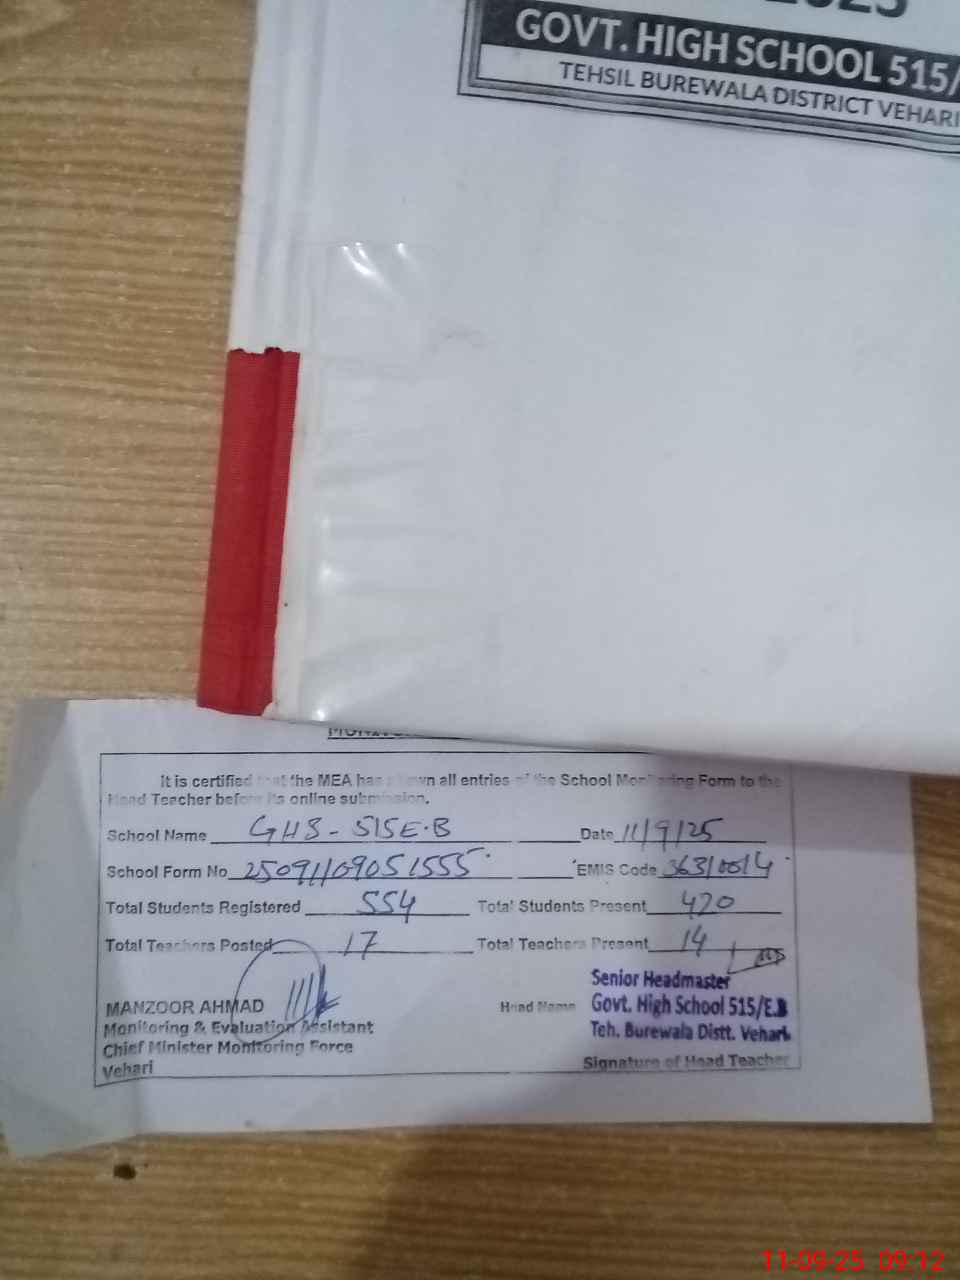 2025
GOVT. HIGH SCHOOL 515/
TEHSIL BUREWALA DISTRICT VEHARI
It is certified that the MEA has shown all entries of the School Monitoring Form to the
Head Teacher before its online submission.
School Name GHS - 515 E.B Date 11/9/25
School Form No 25091109051555 EMIS Code 36310014
Total Students Registered 554 Total Students Present 420
Total Teachers Posted 17 Total Teachers Present 14
MANZOOR AHMAD
Monitoring & Evaluation Assistant
Chief Minister Monitoring Force
Vehari
Head Name
Senior Headmaster
Govt. High School 515/E.B
Teh. Burewala Distt. Vehari.
Signature of Head Teacher
11-09-25 09:12